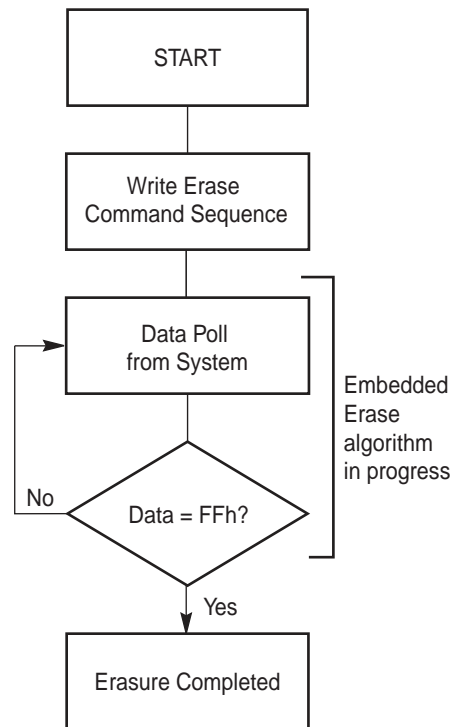 START
Write Erase
Command Sequence
Data Poll
from System
Embedded
Erase
algorithm
in progress
No
Data = FFh?
Yes
Erasure Completed